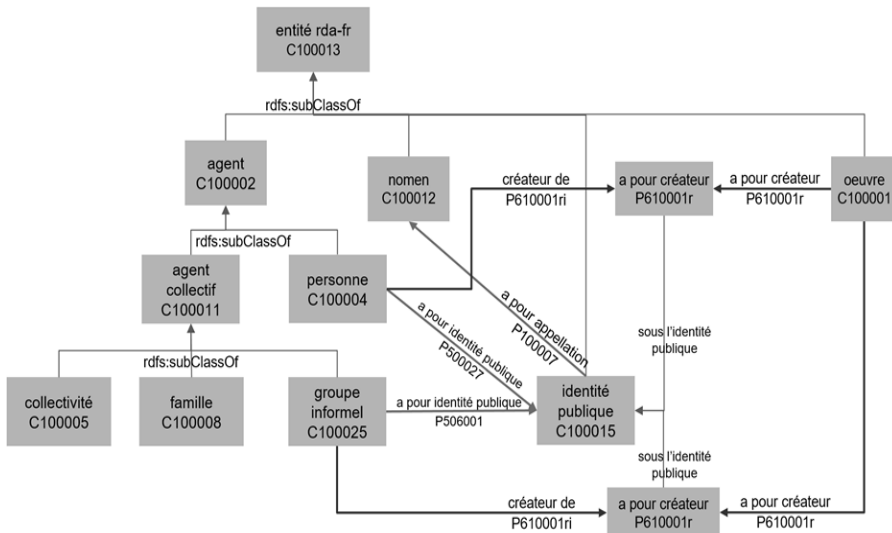 entité rda-fr
C100013
rdfs:subClassOf
agent
C100002
nomen
C100012
créateur de
P610001ri
a pour créateur
P610001r
a pour créateur
P610001r
oeuvre
C100001
rdfs:subClassOf
agent
collectif
C100011
personne
C100004
a pour identité publique
P500027
a pour appellation
P100007
sous l'identité
publique
rdfs:subClassOf
collectivité
C100005
famille
C100008
groupe
informel
C100025
a pour identité publique
P506001
identité
publique
C100015
sous l'identité
publique
créateur de
P610001ri
a pour créateur
P610001r
a pour créateur
P610001r